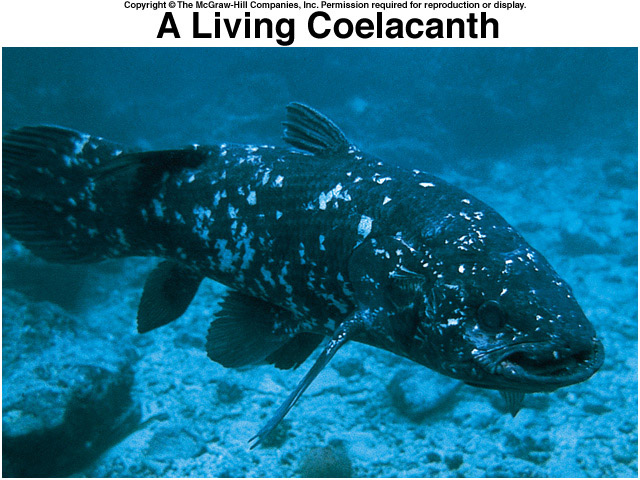 Copyright © The McGraw-Hill Companies, Inc. Permission required for reproduction or display.
A Living Coelacanth